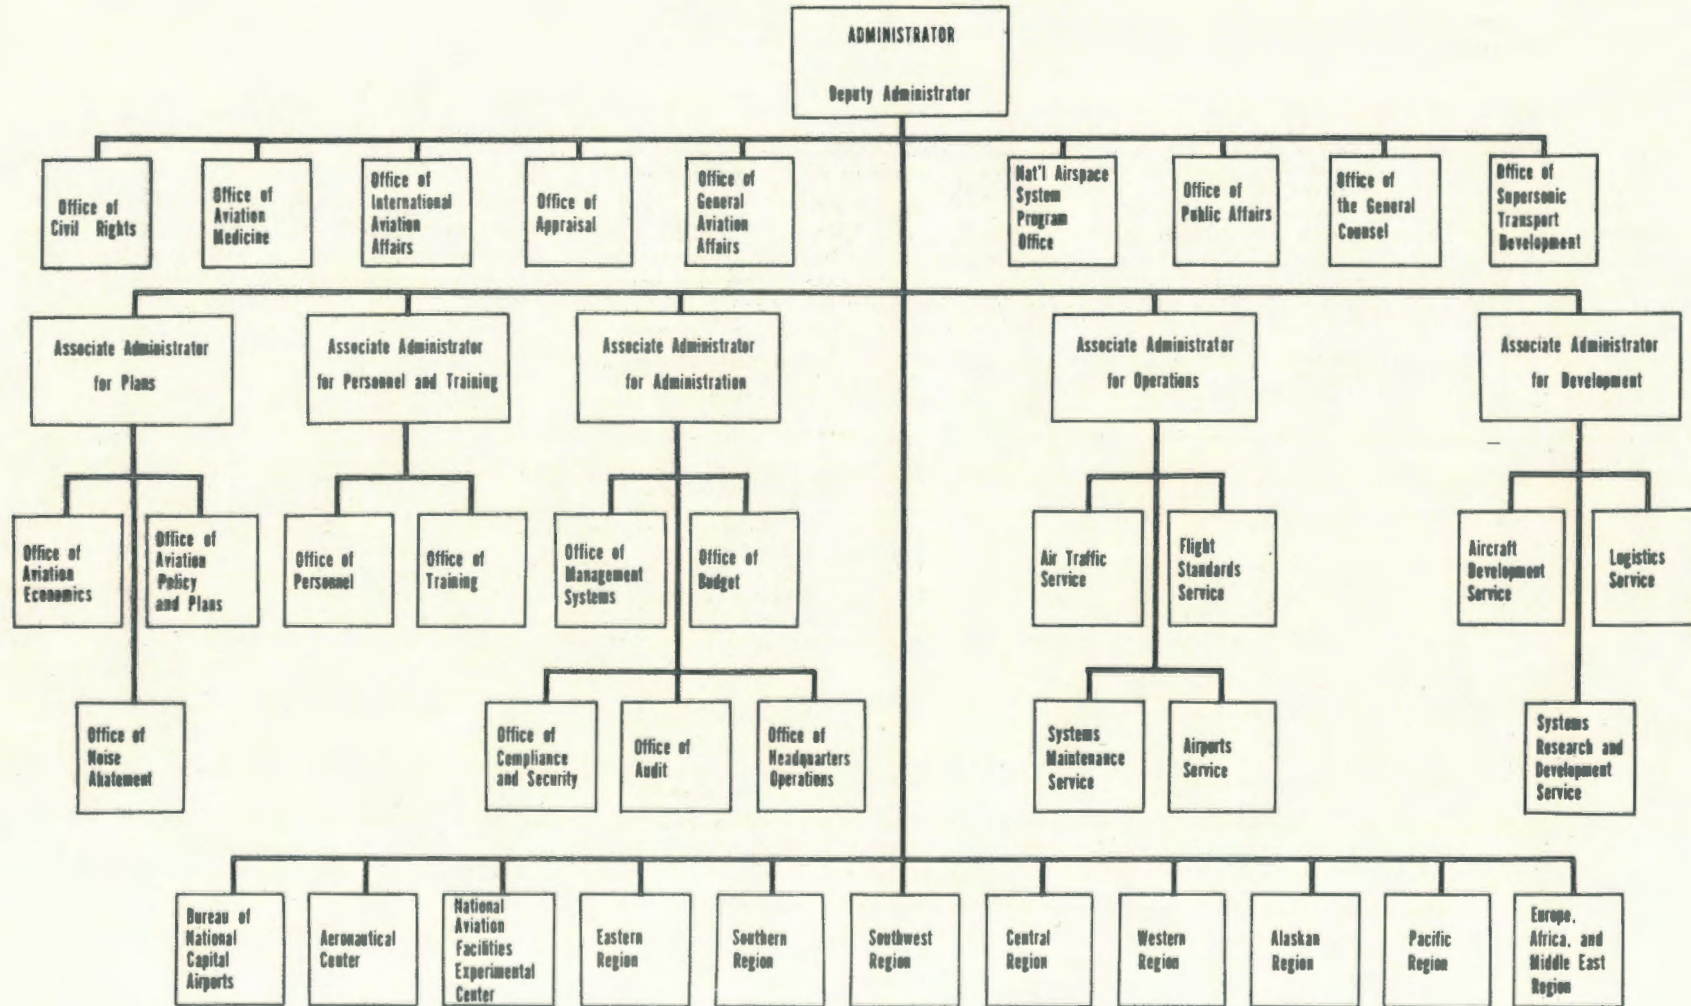 ADMINISTRATOR
Deputy Administrator
Office of
Civil Rights
Office of
Aviation
Medicine
Office of
International
Aviation
Affairs
Office of
Appraisal
Office of
General
Aviation
Affairs
Nat'l Airspace
System
Program
Office
Office of
Public Affairs
Office of
the General
Counsel
Office of
Supersonic
Transport
Development
Associate Administrator
for Plans
Associate Administrator
for Personnel and Training
Associate Administrator
for Administration
Associate Administrator
for Operations
Associate Administrator
for Development
Office of
Aviation
Economics
Office of
Aviation
Policy
and Plans
Office of
Personnel
Office of
Training
Office of
Management
Systems
Office of
Budget
Air Traffic
Service
Flight
Standards
Service
Aircraft
Development
Service
Logistics
Service
Office of
Noise
Abatement
Office of
Compliance
and Security
Office of
Audit
Office of
Headquarters
Operations
Systems
Maintenance
Service
Airports
Service
Systems
Research and
Development
Service
Bureau of
National
Capital
Airports
Aeronautical
Center
National
Aviation
Facilities
Experimental
Center
Eastern
Region
Southern
Region
Southwest
Region
Central
Region
Western
Region
Alaskan
Region
Pacific
Region
Europe,
Africa, and
Middle East
Region